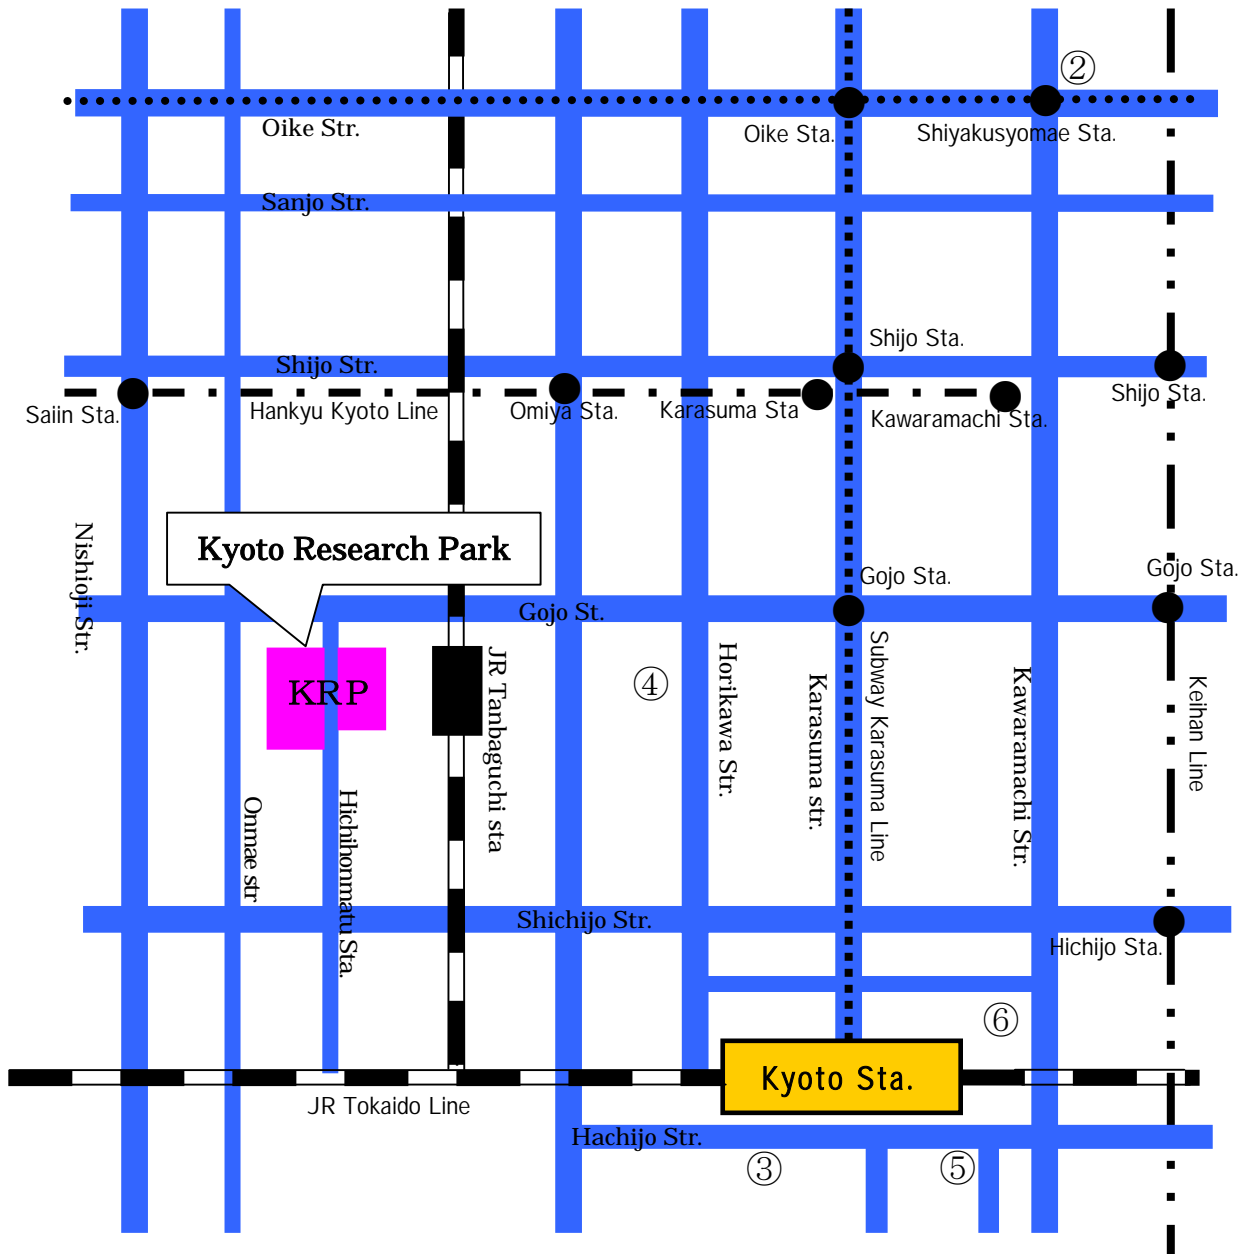 ②
Oike Str.
Oike Sta.
Shiyakusyomae Sta.
Sanjo Str.
Shijo Sta.
Shijo Str.
Shijo Sta.
Saiin Sta.
Hankyu Kyoto Line
Omiya Sta.
Karasuma Sta
Kawaramachi Sta.
Nishioji Str.
Kyoto Research Park
Gojo Sta.
Gojo Sta.
Gojo St.
KRP
JR Tanbaguchi sta
④
Horikawa Str.
Karasuma str.
Subway Karasuma Line
Kawaramachi Str.
Keihan Line
Onmae str
Hichihonmatu Sta.
Shichijo Str.
Hichijo Sta.
⑥
Kyoto Sta.
JR Tokaido Line
Hachijo Str.
③
⑤